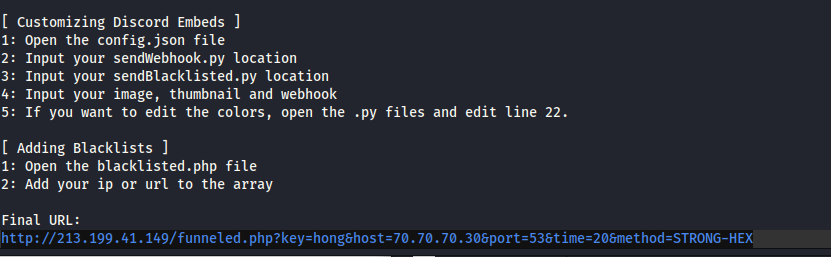 [ Customizing Discord Embeds ]
1: Open the config.json file
2: Input your sendWebhook.py location
3: Input your sendBlacklisted.py location
4: Input your image, thumbnail and webhook
5: If you want to edit the colors, open the .py files and edit line 22.
[ Adding Blacklists ]
1: Open the blacklisted.php file
2: Add your ip or url to the array
Final URL:
http://213.199.41.149/funneled.php?key=hong&host=70.70.70.30&port=53&time=20&method=STRONG-HEX